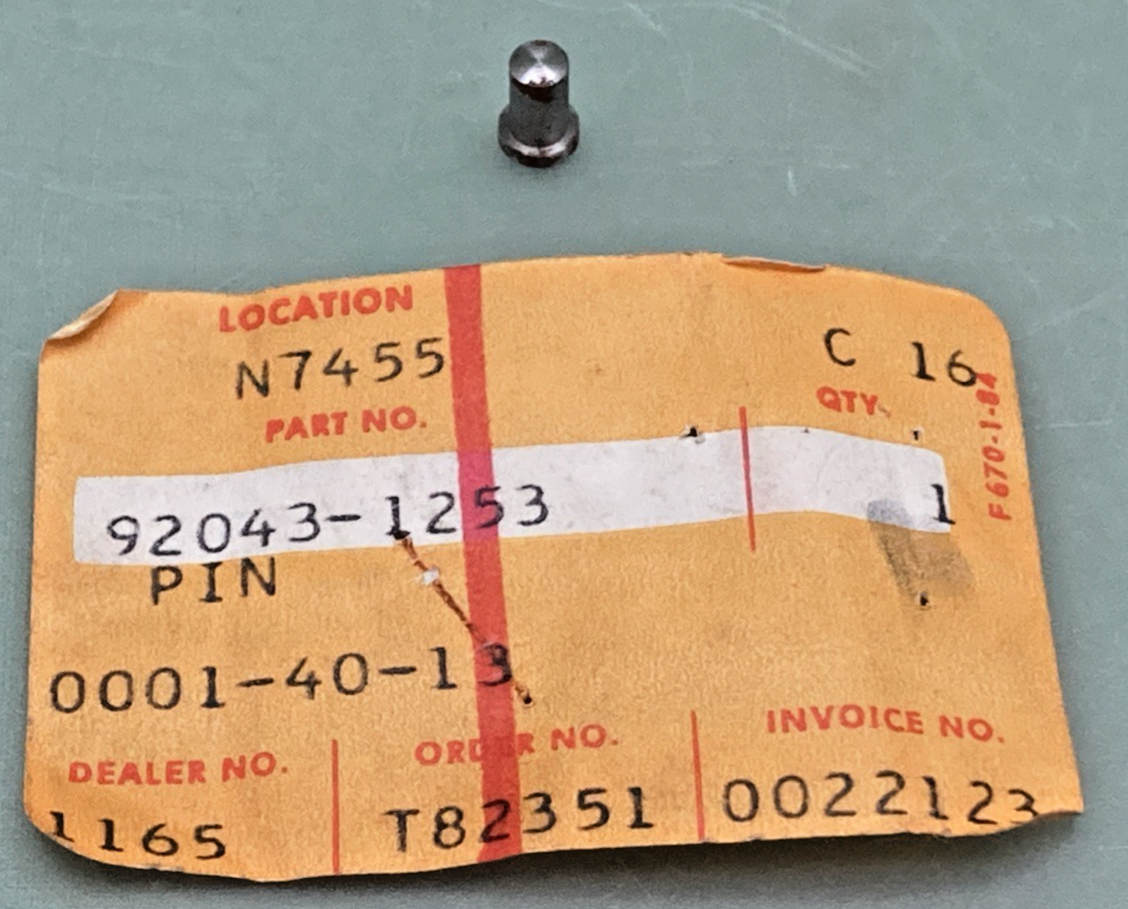 LOCATION
N7455
C 16
PART NO.
QTY.
F670-1-84
92043-1253
1
PIN
0001-40-13
DEALER NO.
ORDER NO.
INVOICE NO.
1165
T82351
0022123